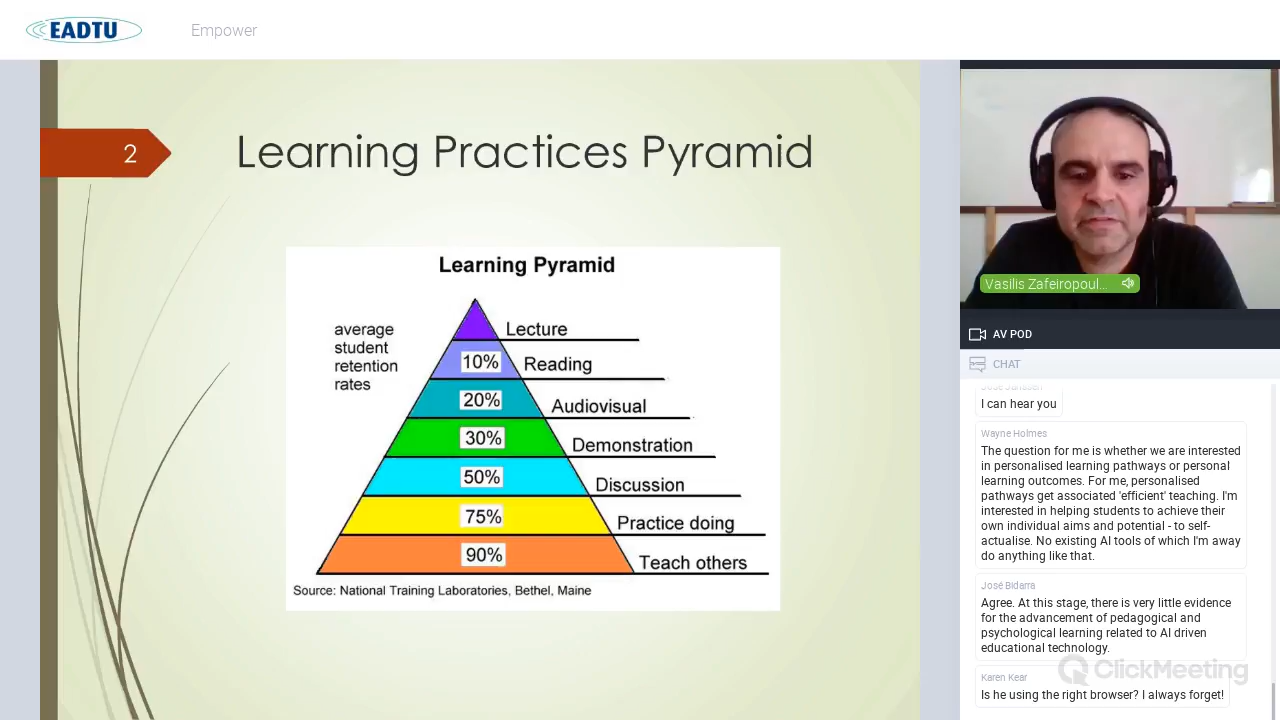 EADTU
Empower
2
Learning Practices Pyramid
Learning Pyramid
average
student
retention
rates
Lecture
10%
Reading
20%
Audiovisual
30%
Demonstration
50%
Discussion
75%
Practice doing
90%
Teach others
Source: National Training Laboratories, Bethel, Maine
Vasilis Zafeiropoul...
AV POD
CHAT
I can hear you
Wayne Holmes
The question for me is whether we are interested
in personalised learning pathways or personal
learning outcomes. For me, personalised
pathways get associated 'efficient' teaching. I'm
interested in helping students to achieve their
own individual aims and potential - to self-
actualise. No existing AI tools of which I'm away
do anything like that.
José Bidarra
Agree. At this stage, there is very little evidence
for the advancement of pedagogical and
psychological learning related to AI driven
educational technology.
ClickMeeting
Karen Kear
Is he using the right browser? I always forget!